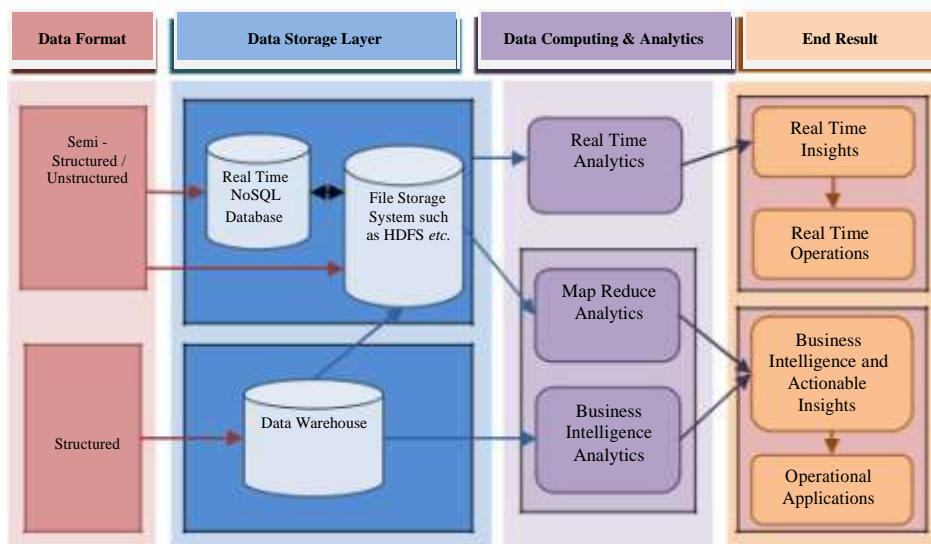 Data Format
Data Storage Layer
Data Computing & Analytics
End Result
Semi -
Structured /
Unstructured
Real Time
NoSQL
Database
File Storage
System such
as HDFS etc.
Real Time
Analytics
Real Time
Insights
Real Time
Operations
Map Reduce
Analytics
Business
Intelligence and
Actionable
Insights
Structured
Data Warehouse
Business
Intelligence
Analytics
Operational
Applications